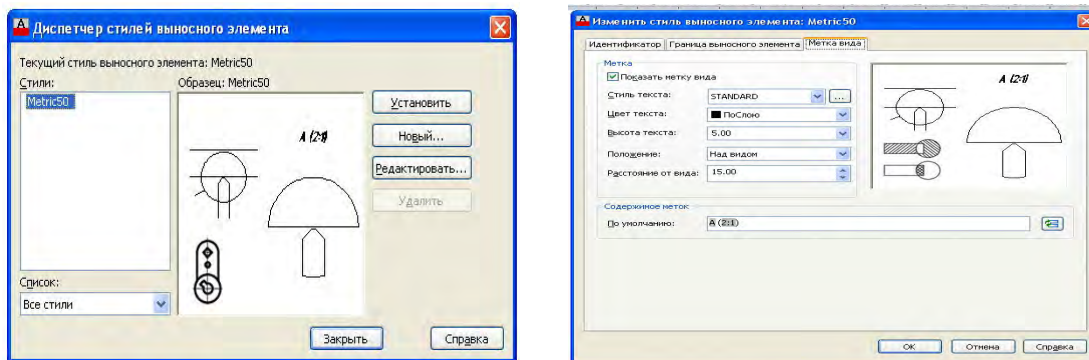 Диспетчер стилей выносного элемента
Текущий стиль выносного элемента: Metric50
Стили:
Metric50
Образец: Metric50
A (2:1)
Установить
Новый...
Редактировать...
Удалить
Список:
Все стили
Закрыть
Справка
Изменить стиль выносного элемента: Metric50
Идентификатор
Граница выносного элемента
Метка вида
Метка
Показать метку вида
Стиль текста:
STANDARD
...
Цвет текста:
ПоСлою
Высота текста:
5.00
Положение:
Над видом
Расстояние от вида:
15.00
A (2:1)
Содержимое меток
По умолчанию:
A (2:1)
ОК
Отмена
Справка